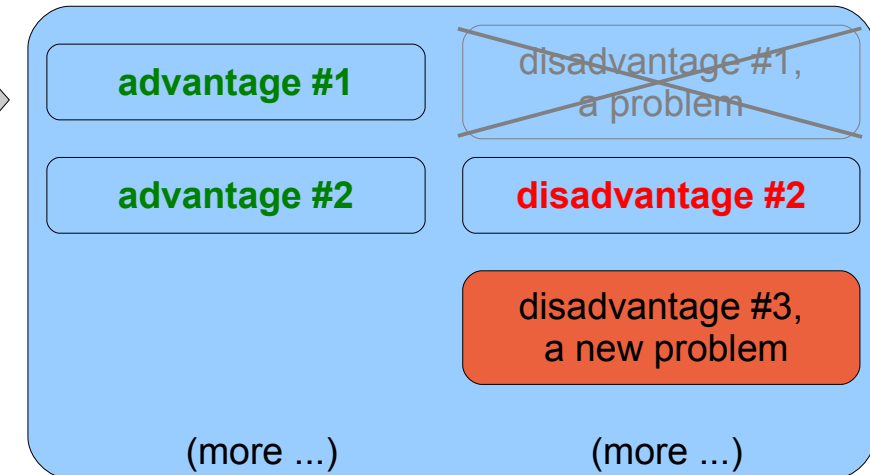 advantage #1
disadvantage #1,
a problem
advantage #2
disadvantage #2
disadvantage #3,
a new problem
(more ...)
(more ...)